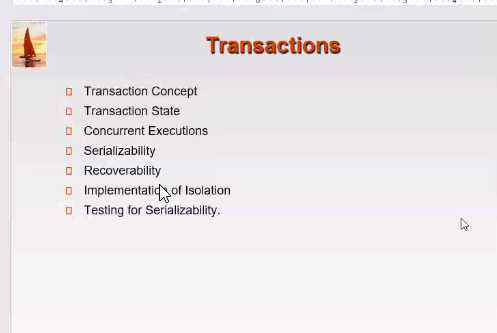 Transactions
Transaction Concept
Transaction State
Concurrent Executions
Serializability
Recoverability
Implementation of Isolation
Testing for Serializability.